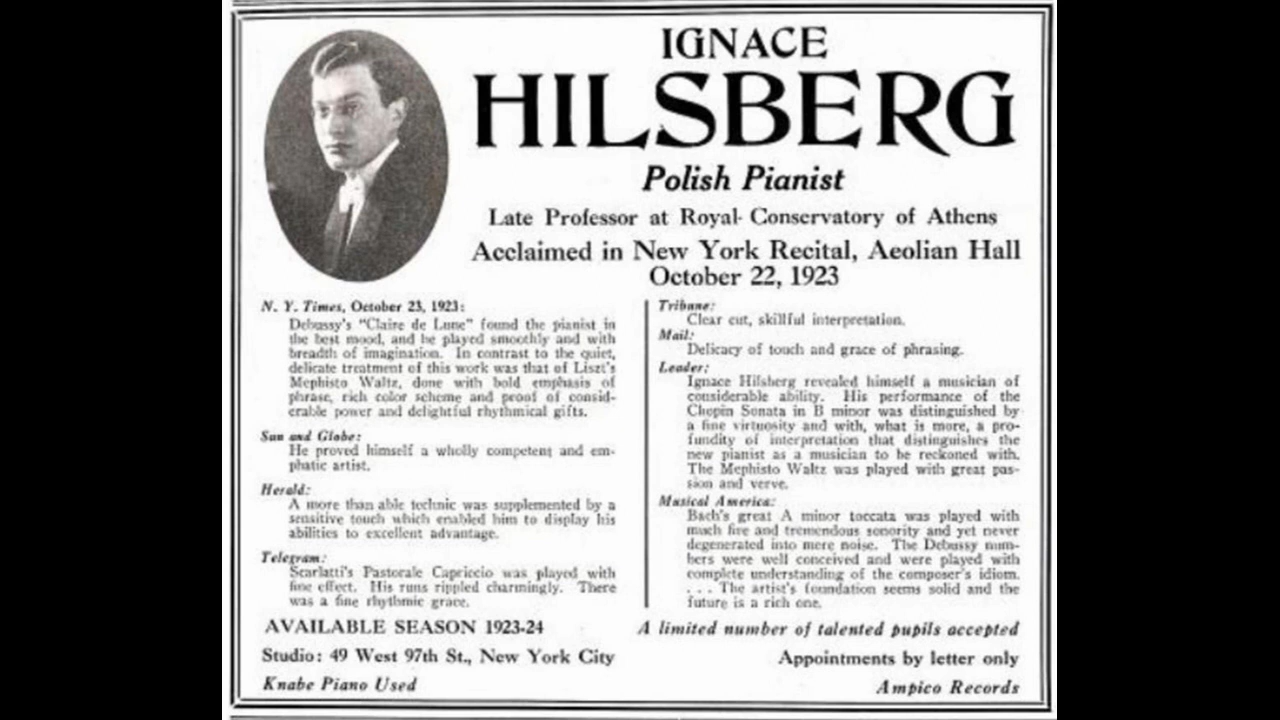 IGNACE
HILSBERG
Polish Pianist
Late Professor at Royal Conservatory of Athens
Acclaimed in New York Recital, Aeolian Hall
October 22, 1923
N. Y. Times, October 23, 1923:
Debussy's "Claire de Lune" found the pianist in
the best mood, and he played smoothly and with
breadth of imagination. In contrast to the quiet,
delicate treatment of this work was that of Liszt's
Mephisto Waltz, done with bold emphasis of
phrase, rich color scheme and proof of consid-
erable power and delightful rhythmical gifts.
Sun and Globe:
He proved himself a wholly competent and em-
phatic artist.
Herald:
A more than able technic was supplemented by a
sensitive touch which enabled him to display his
abilities to excellent advantage.
Telegram:
Scarlatti's Pastorale Capriccio was played with
fine effect. His runs rippled charmingly. There
was a fine rhythmic grace.
Tribune:
Clear cut, skillful interpretation.
Mail:
Delicacy of touch and grace of phrasing.
Leader:
Ignace Hilsberg revealed himself a musician of
considerable ability. His performance of the
Chopin Sonata in B minor was distinguished by
a fine virtuosity and with, what is more, a pro-
fundity of interpretation that distinguishes the
new pianist as a musician to be reckoned with.
The Mephisto Waltz was played with great pas-
sion and verve.
Musical America:
Bach's great A minor toccata was played with
much fire and tremendous sonority and yet never
degenerated into mere noise. The Debussy num-
bers were well conceived and were played with
complete understanding of the composer's idiom.
. . . The artist's foundation seems solid and the
future is a rich one.
AVAILABLE SEASON 1923-24
A limited number of talented pupils accepted
Studio: 49 West 97th St., New York City
Appointments by letter only
Knabe Piano Used
Ampico Records